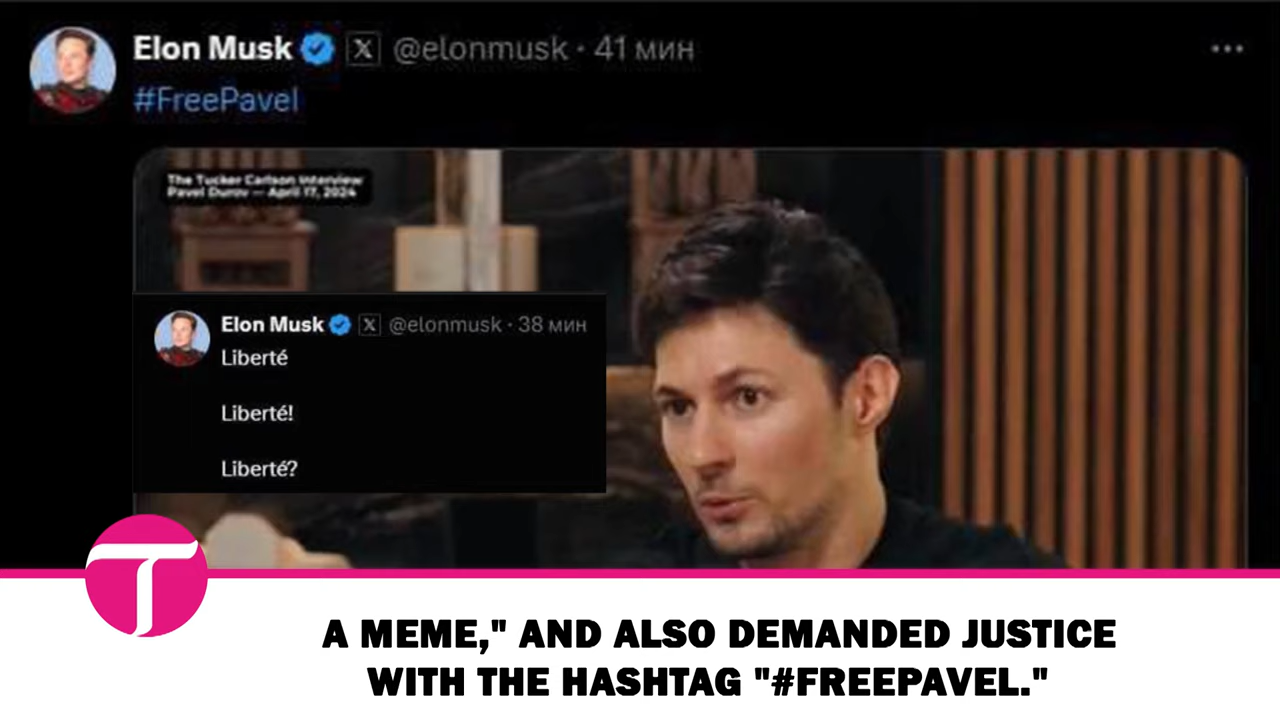 Elon Musk X @elonmusk · 41 мин
#FreePavel
The Tucker Carlson Interview
Pavel Durov — April 17, 2024
Elon Musk X @elonmusk · 38 мин
Liberté
Liberté!
Liberté?
T
A MEME," AND ALSO DEMANDED JUSTICE
WITH THE HASHTAG "#FREEPAVEL."